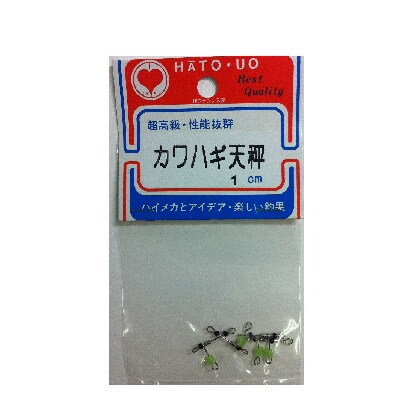 HATO・UO
Best
Quality
超高級・性能抜群
カワハギ天秤
1 cm
ハイメカとアイデア・楽しい釣果